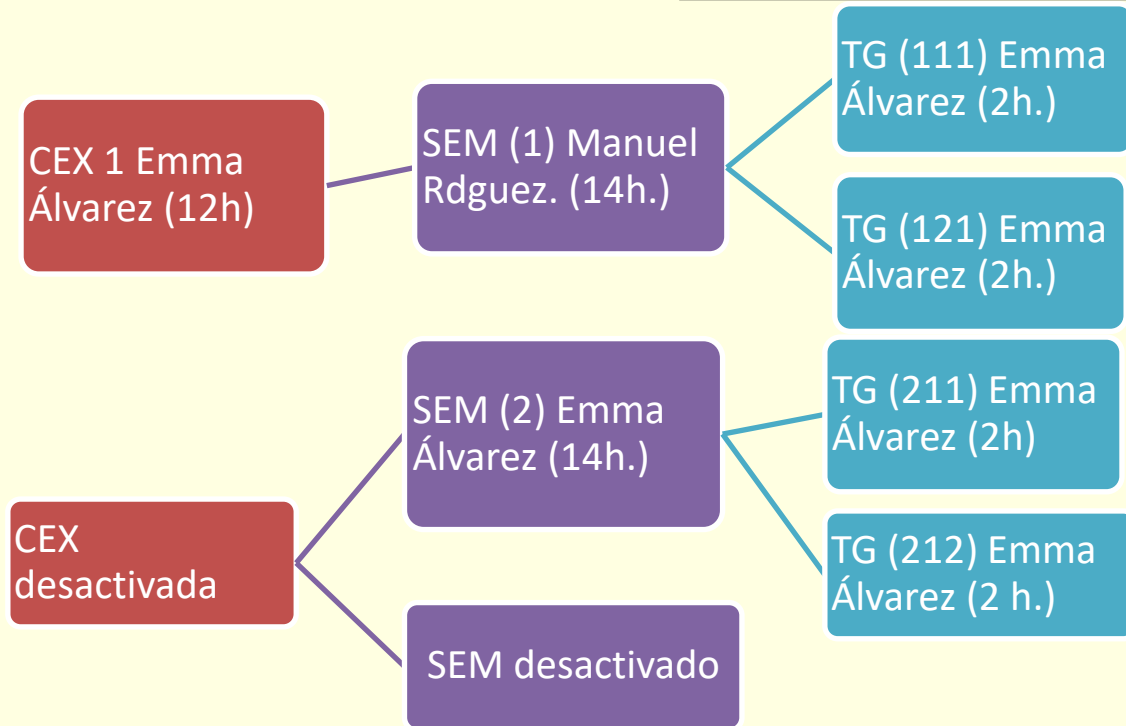 CEX 1 Emma
Álvarez (12h)
SEM (1) Manuel
Rdguez. (14h.)
TG (111) Emma
Álvarez (2h.)
TG (121) Emma
Álvarez (2h.)
CEX
desactivada
SEM (2) Emma
Álvarez (14h.)
TG (211) Emma
Álvarez (2h)
TG (212) Emma
Álvarez (2 h.)
SEM desactivado